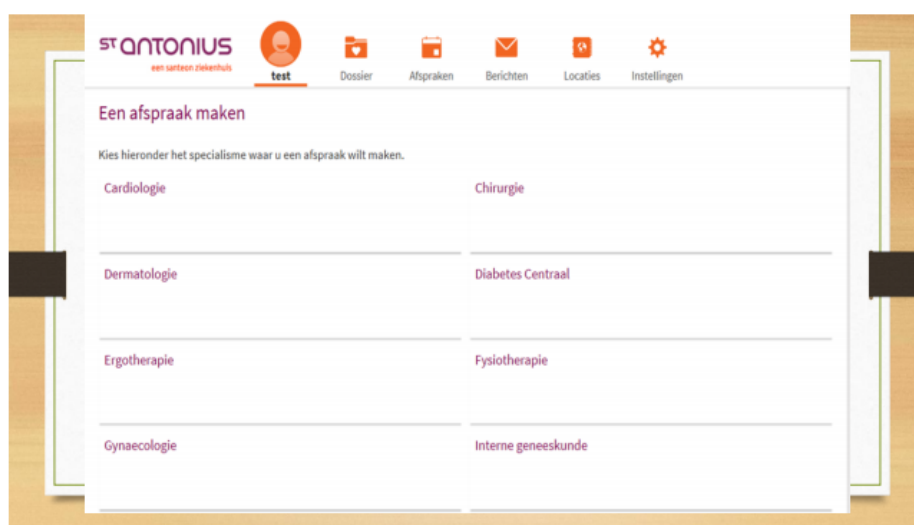 ST antonius
een santeon ziekenhuis
test
Dossier
Afspraken
Berichten
Locaties
Instellingen
Een afspraak maken
Kies hieronder het specialisme waar u een afspraak wilt maken.
Cardiologie
Chirurgie
Dermatologie
Diabetes Centraal
Ergotherapie
Fysiotherapie
Gynaecologie
Interne geneeskunde